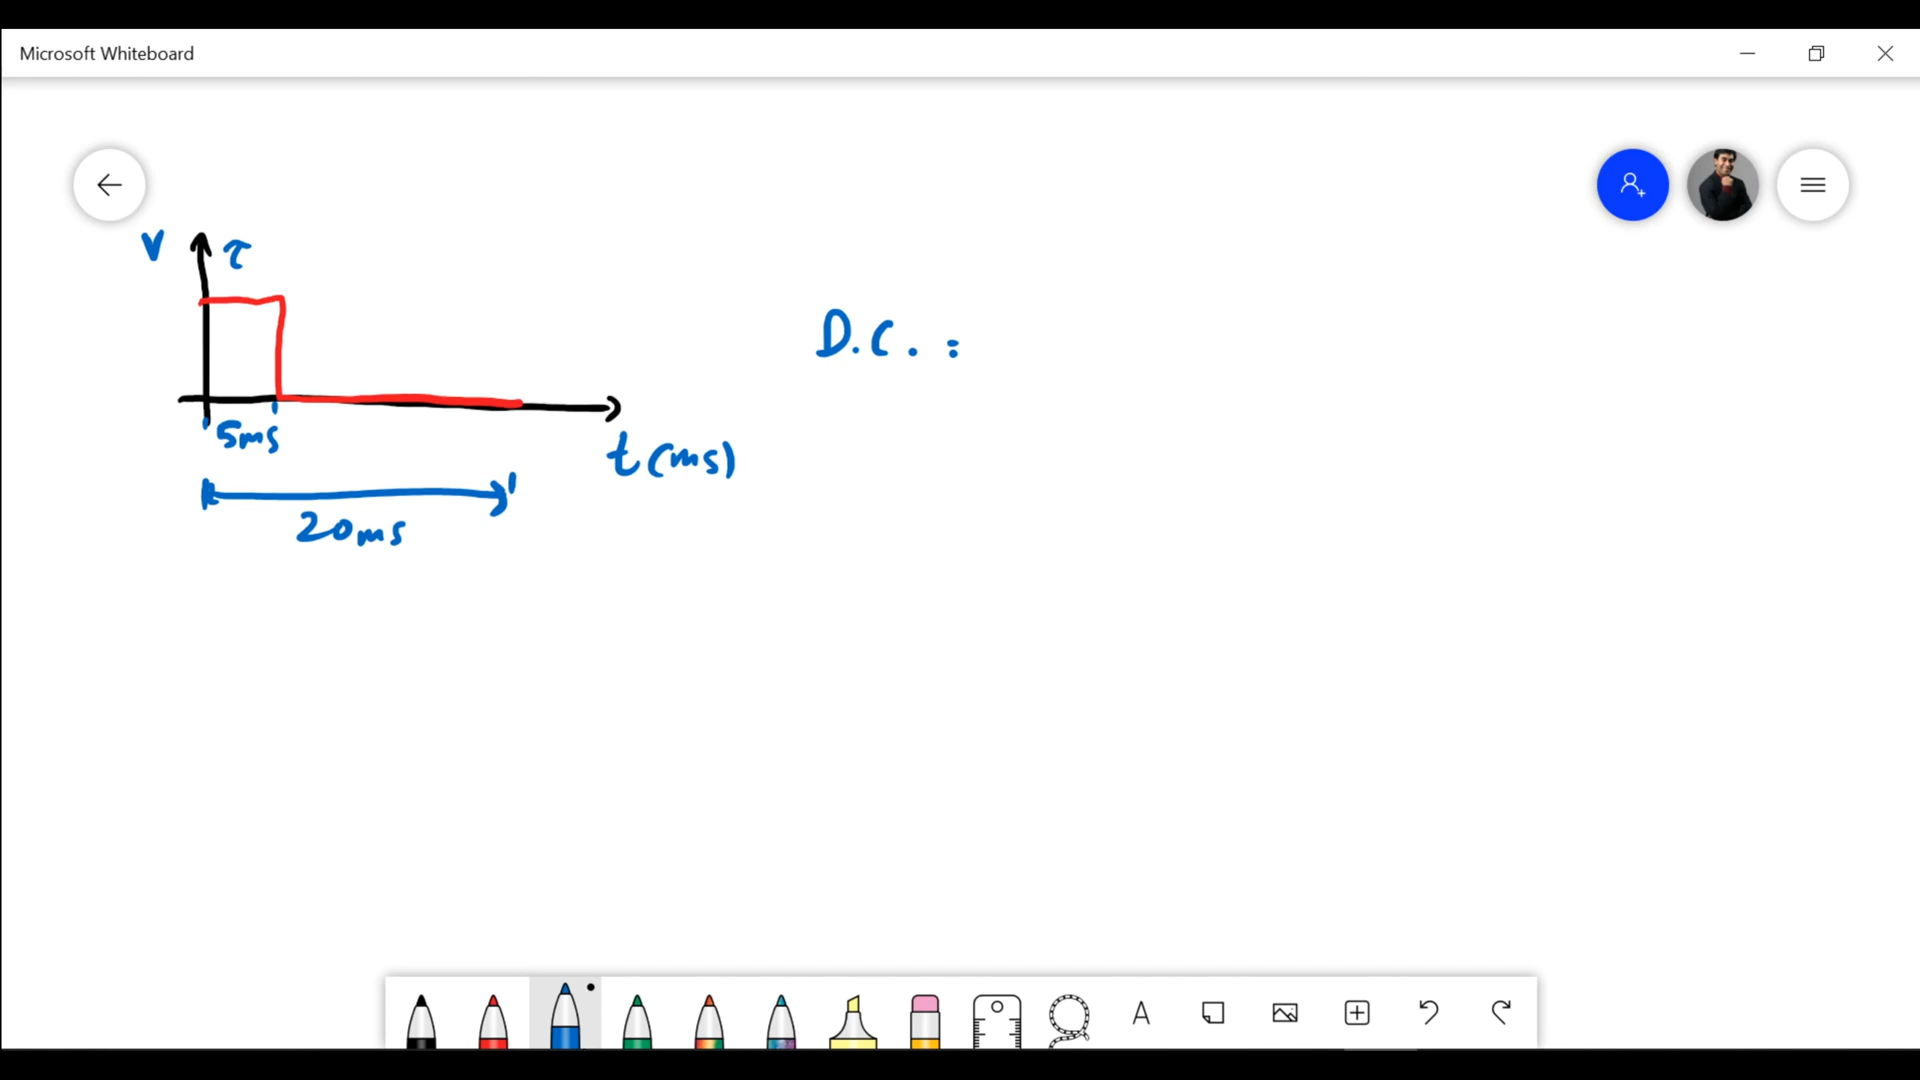 Microsoft Whiteboard
V τ
D.C. =
5ms
t(ms)
20ms
A